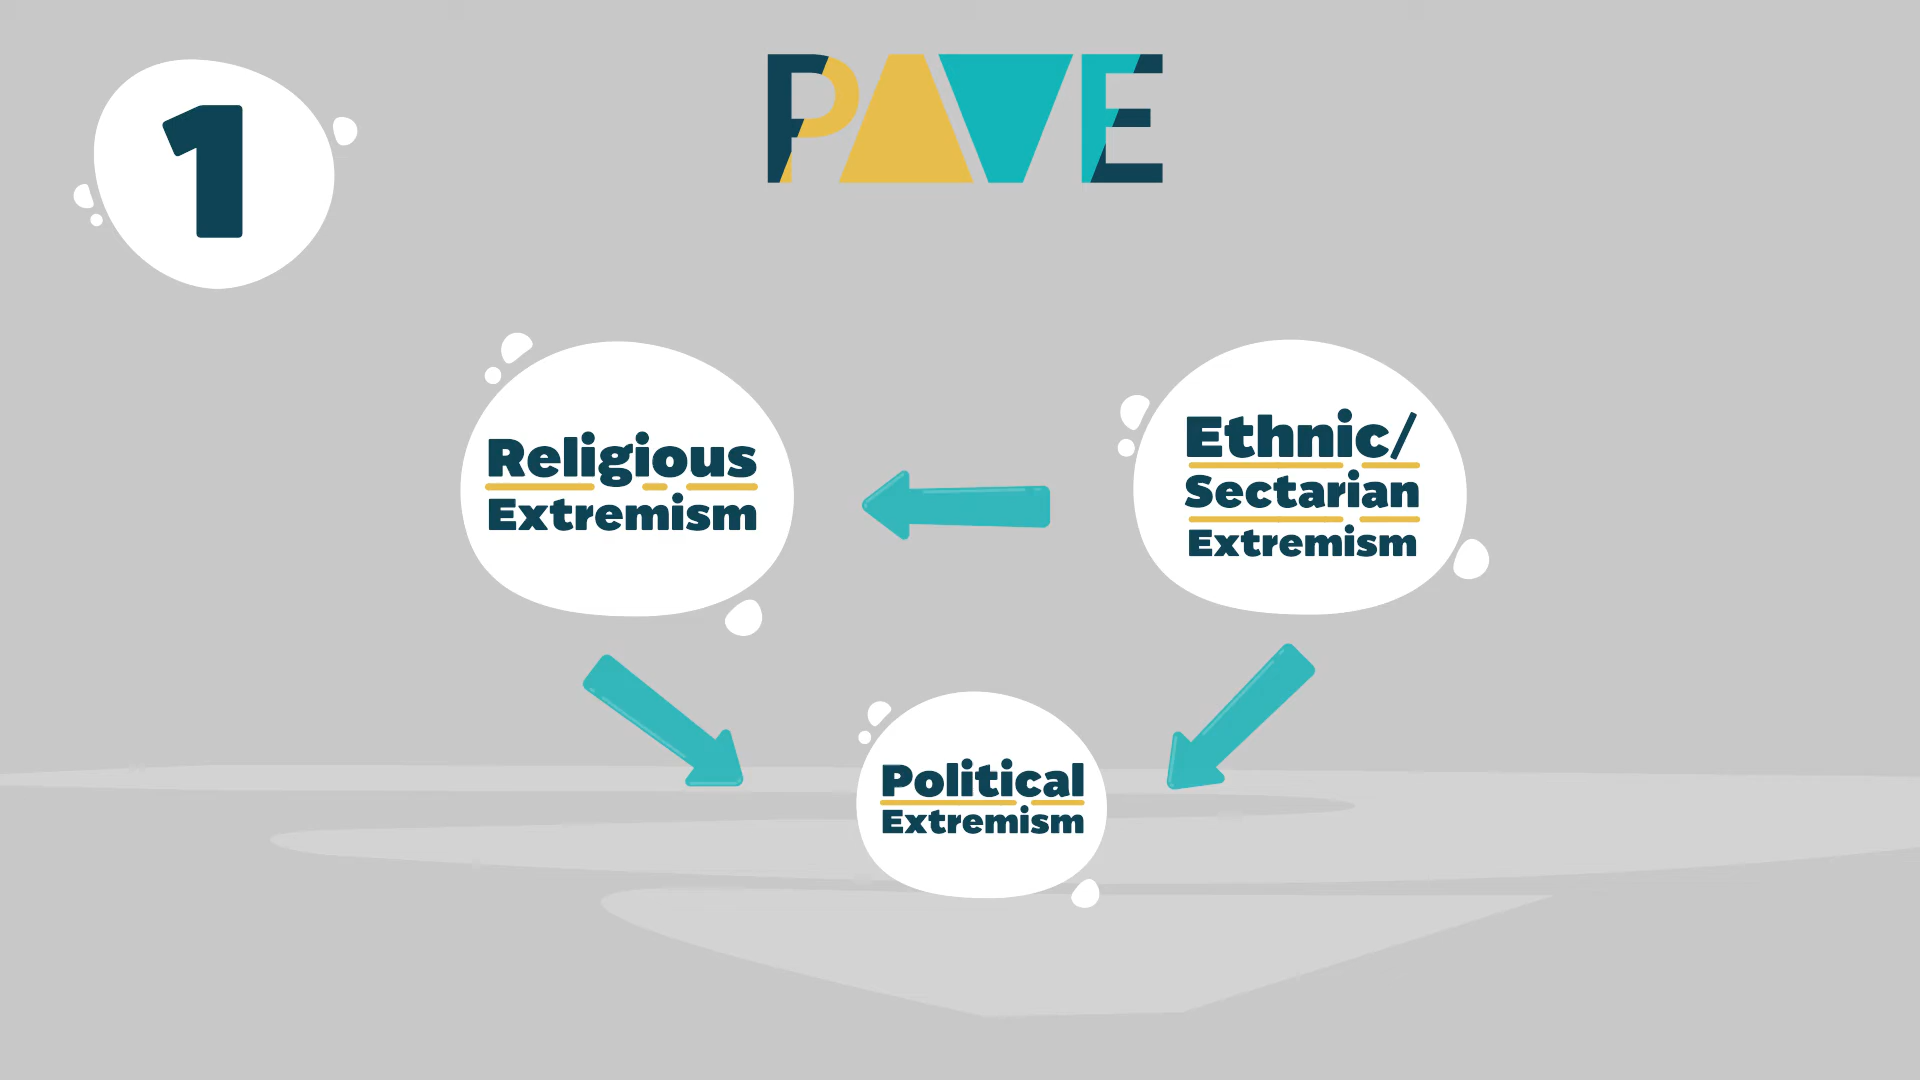 1
PAVE
Religious
Extremism
Ethnic/
Sectarian
Extremism
Political
Extremism